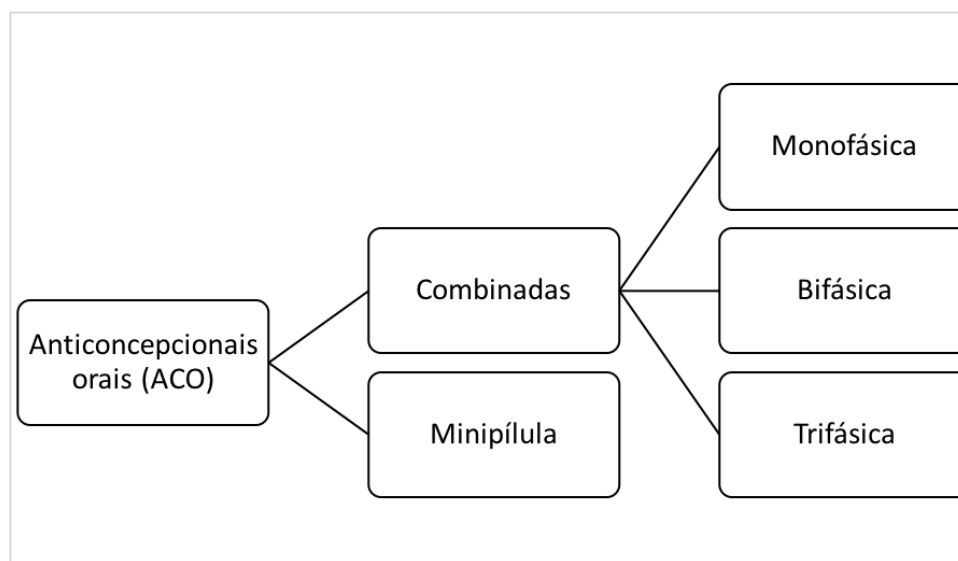 Anticoncepcionais
orais (ACO)
Combinadas
Minipílula
Monofásica
Bifásica
Trifásica